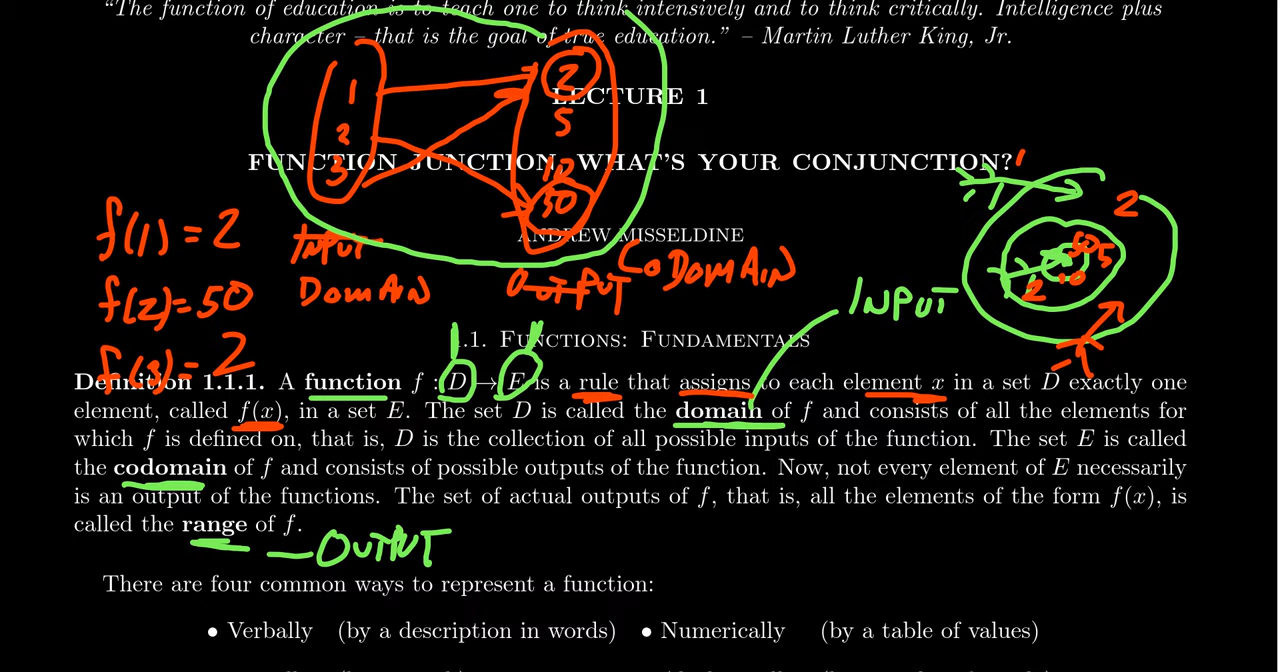 “The function of education is to teach one to think intensively and to think critically. Intelligence plus
character – that is the goal of true education.” – Martin Luther King, Jr.
1 2
2 5
3 10
50
LECTURE 1
FUNCTION JUNCTION, WHAT'S YOUR CONJUNCTION?
ANDREW MISSELDINE
f(1) = 2
f(2) = 50
f(3) = 2
INPUT
DOMAIN
OUTPUT CODOMAIN
INPUT
2
50 5
2 10
1.1. FUNCTIONS: FUNDAMENTALS
Definition 1.1.1. A function f : D → E is a rule that assigns to each element x in a set D exactly one
element, called f(x), in a set E. The set D is called the domain of f and consists of all the elements for
which f is defined on, that is, D is the collection of all possible inputs of the function. The set E is called
the codomain of f and consists of possible outputs of the function. Now, not every element of E necessarily
is an output of the functions. The set of actual outputs of f, that is, all the elements of the form f(x), is
called the range of f.
OUTPUT
There are four common ways to represent a function:
• Verbally (by a description in words) • Numerically (by a table of values)